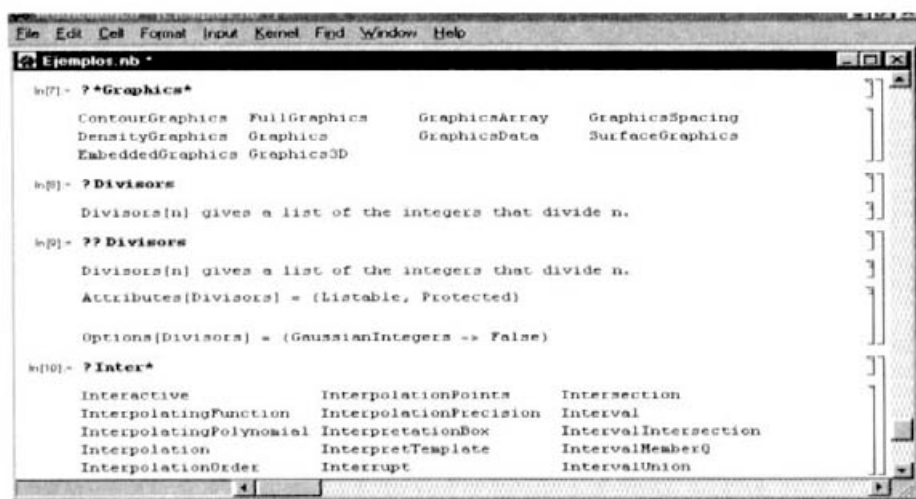 File Edit Cell Format Input Kernel Find Window Help
Ejemplos.nb *
In[7]:= ?*Graphics*
ContourGraphics FullGraphics GraphicsArray GraphicsSpacing
DensityGraphics Graphics GraphicsData SurfaceGraphics
EmbeddedGraphics Graphics3D
In[8]:= ?Divisors
Divisors[n] gives a list of the integers that divide n.
In[9]:= ??Divisors
Divisors[n] gives a list of the integers that divide n.
Attributes[Divisors] = {Listable, Protected}
Options[Divisors] = {GaussianIntegers -> False}
In[10]:= ?Inter*
Interactive InterpolationPoints Intersection
InterpolatingFunction InterpolationPrecision Interval
InterpolatingPolynomial InterpretationBox IntervalIntersection
Interpolation InterpretTemplate IntervalMemberQ
InterpolationOrder Interrupt IntervalUnion